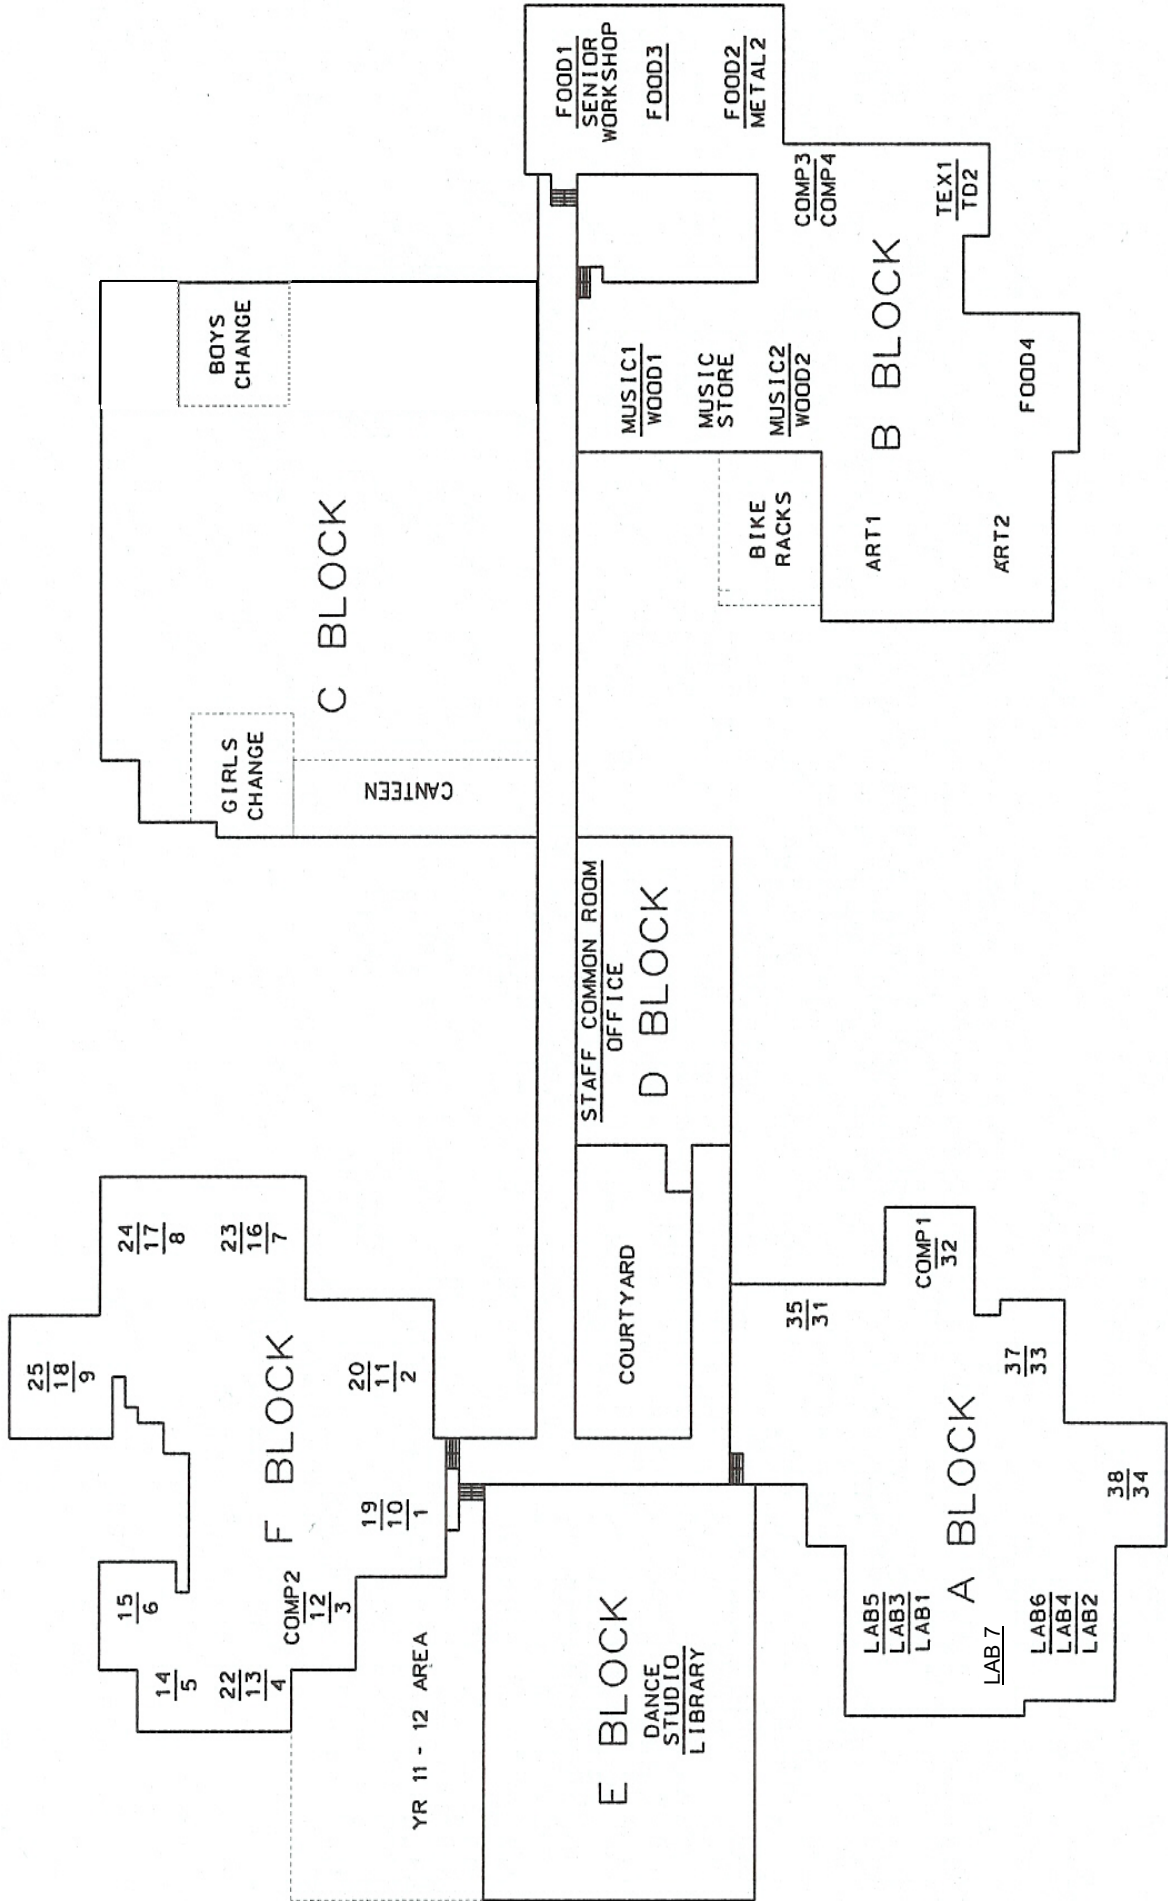 25
18
9
24
17
8
23
16
7
F BLOCK
20
11
2
19
10
1
15
6
14
5
22
13
4
COMP2
12
3
YR 11 - 12 AREA
GIRLS
CHANGE
CANTEEN
C BLOCK
BOYS
CHANGE
E BLOCK
DANCE
STUDIO
LIBRARY
COURTYARD
STAFF COMMON ROOM
OFFICE
D BLOCK
FOOD1
SENIOR
WORKSHOP
FOOD3
FOOD2
METAL2
MUSIC1
WOOD1
MUSIC
STORE
MUSIC2
WOOD2
COMP3
COMP4
BIKE
RACKS
B BLOCK
TEX1
TD2
ART1
ART2
FOOD4
35
31
COMP1
32
37
33
38
34
A BLOCK
LAB5
LAB3
LAB1
LAB 7
LAB6
LAB4
LAB2